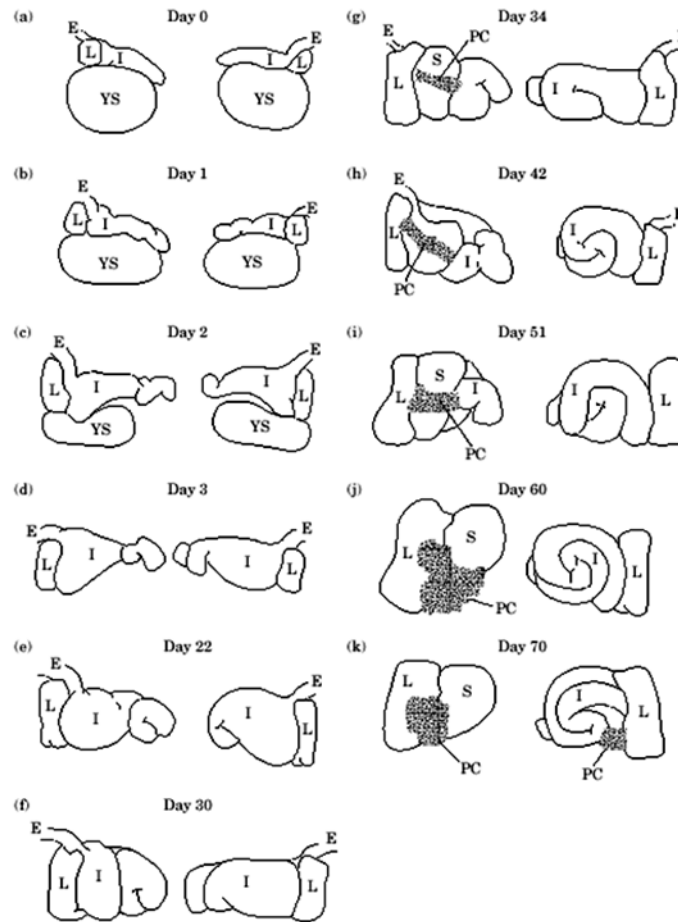 (a) Day 0
E E
L I I L
YS YS
(b) Day 1
E E
L I I L
YS YS
(c) Day 2
E E
L I I L
YS YS
(d) Day 3
E E
L I I L
(e) Day 22
E E
L I I L
(f) Day 30
E E
L I I L
(g) Day 34
E PC
S
L I L
(h) Day 42
E
L I L
I
PC
(i) Day 51
S
L I I L
PC
(j) Day 60
L S I L
PC
(k) Day 70
L S I L
PC PC